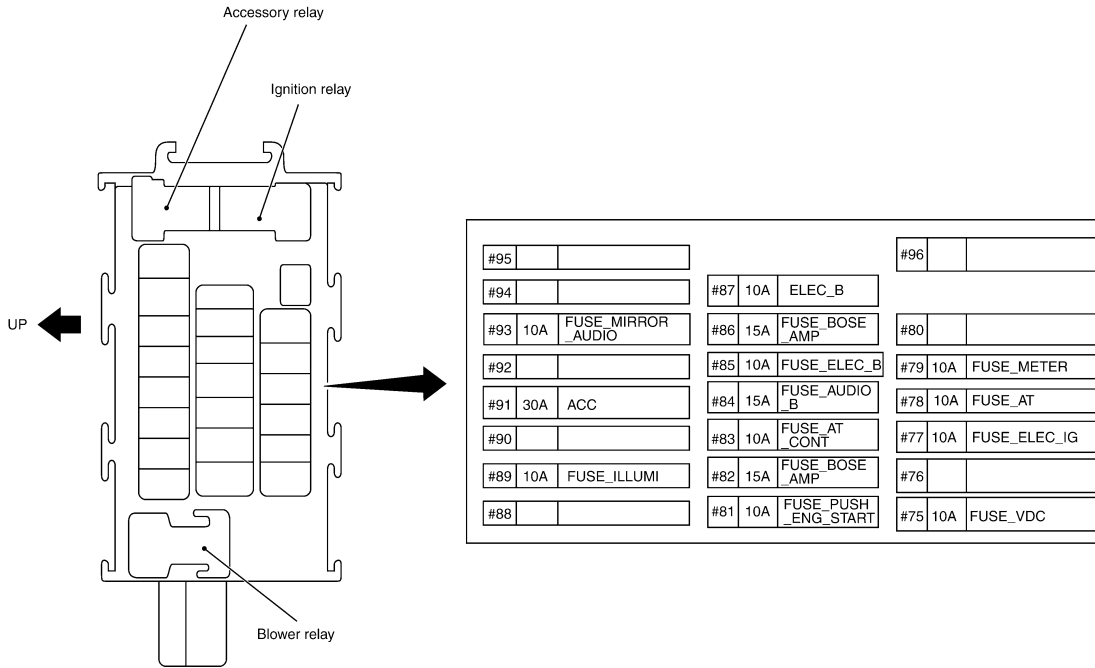 Accessory relay
Ignition relay
UP
Blower relay
#95
#94
#93 10A FUSE_MIRROR
_AUDIO
#92
#91 30A ACC
#90
#89 10A FUSE_ILLUMI
#88
#87 10A ELEC_B
#86 15A FUSE_BOSE
_AMP
#85 10A FUSE_ELEC_B
#84 15A FUSE_AUDIO
_B
#83 10A FUSE_AT
_CONT
#82 15A FUSE_BOSE
_AMP
#81 10A FUSE_PUSH
_ENG_START
#96
#80
#79 10A FUSE_METER
#78 10A FUSE_AT
#77 10A FUSE_ELEC_IG
#76
#75 10A FUSE_VDC